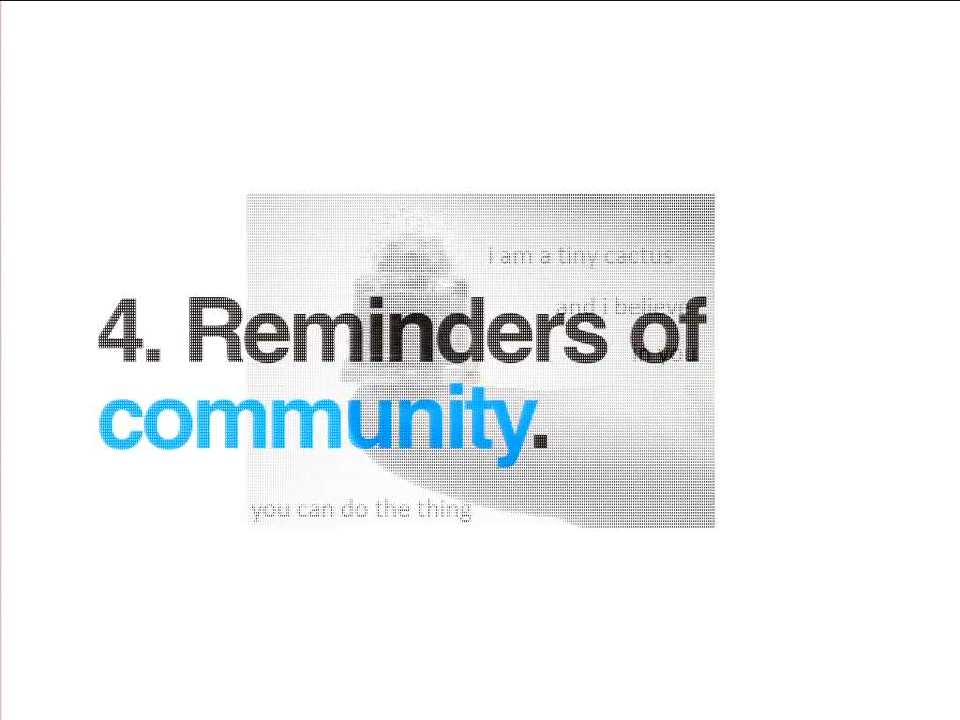 i am a tiny cactus
and i believe
4. Reminders of
community.
you can do the thing